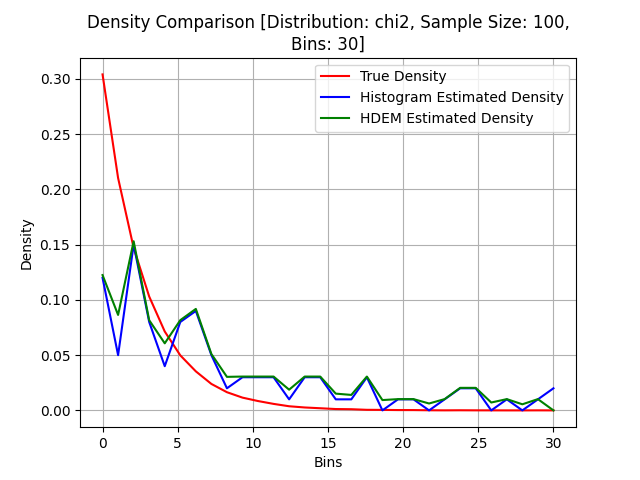 Density Comparison [Distribution: chi2, Sample Size: 100,
Bins: 30]
True Density
Histogram Estimated Density
HDEM Estimated Density
Density
0.30
0.25
0.20
0.15
0.10
0.05
0.00
0 5 10 15 20 25 30
Bins